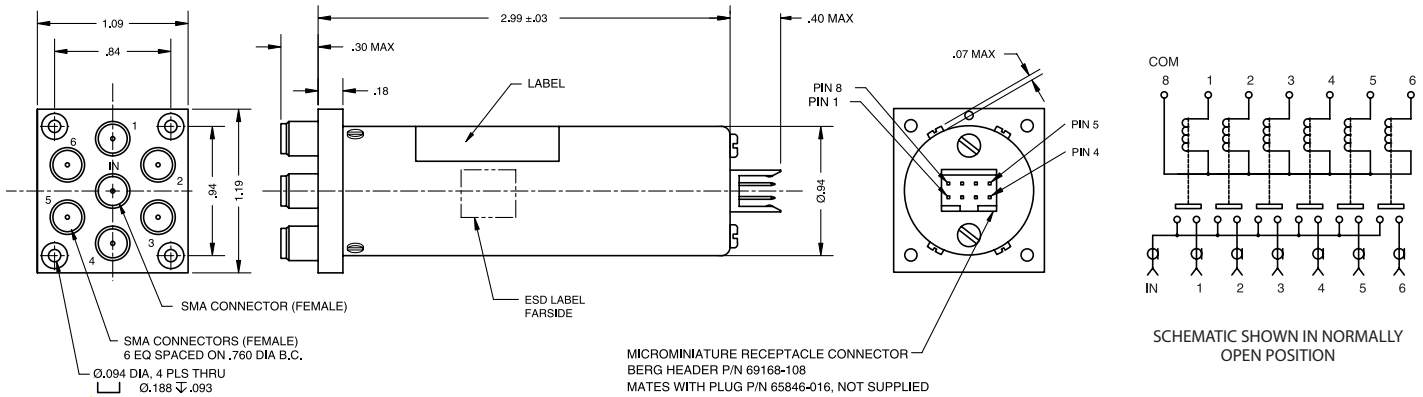 1.09
.84
1
IN
6
2
5
3
4
.94
1.19
SMA CONNECTOR (FEMALE)
SMA CONNECTORS (FEMALE)
6 EQ SPACED ON .760 DIA B.C.
Ø.094 DIA, 4 PLS THRU
⌴ Ø.188 ↧ .093
2.99 ±.03
.40 MAX
.30 MAX
.18
LABEL
Ø.94
ESD LABEL
FARSIDE
.07 MAX
PIN 8
PIN 1
PIN 5
PIN 4
MICROMINIATURE RECEPTACLE CONNECTOR
BERG HEADER P/N 69168-108
MATES WITH PLUG P/N 65846-016, NOT SUPPLIED
COM
8 1 2 3 4 5 6
IN 1 2 3 4 5 6
SCHEMATIC SHOWN IN NORMALLY
OPEN POSITION